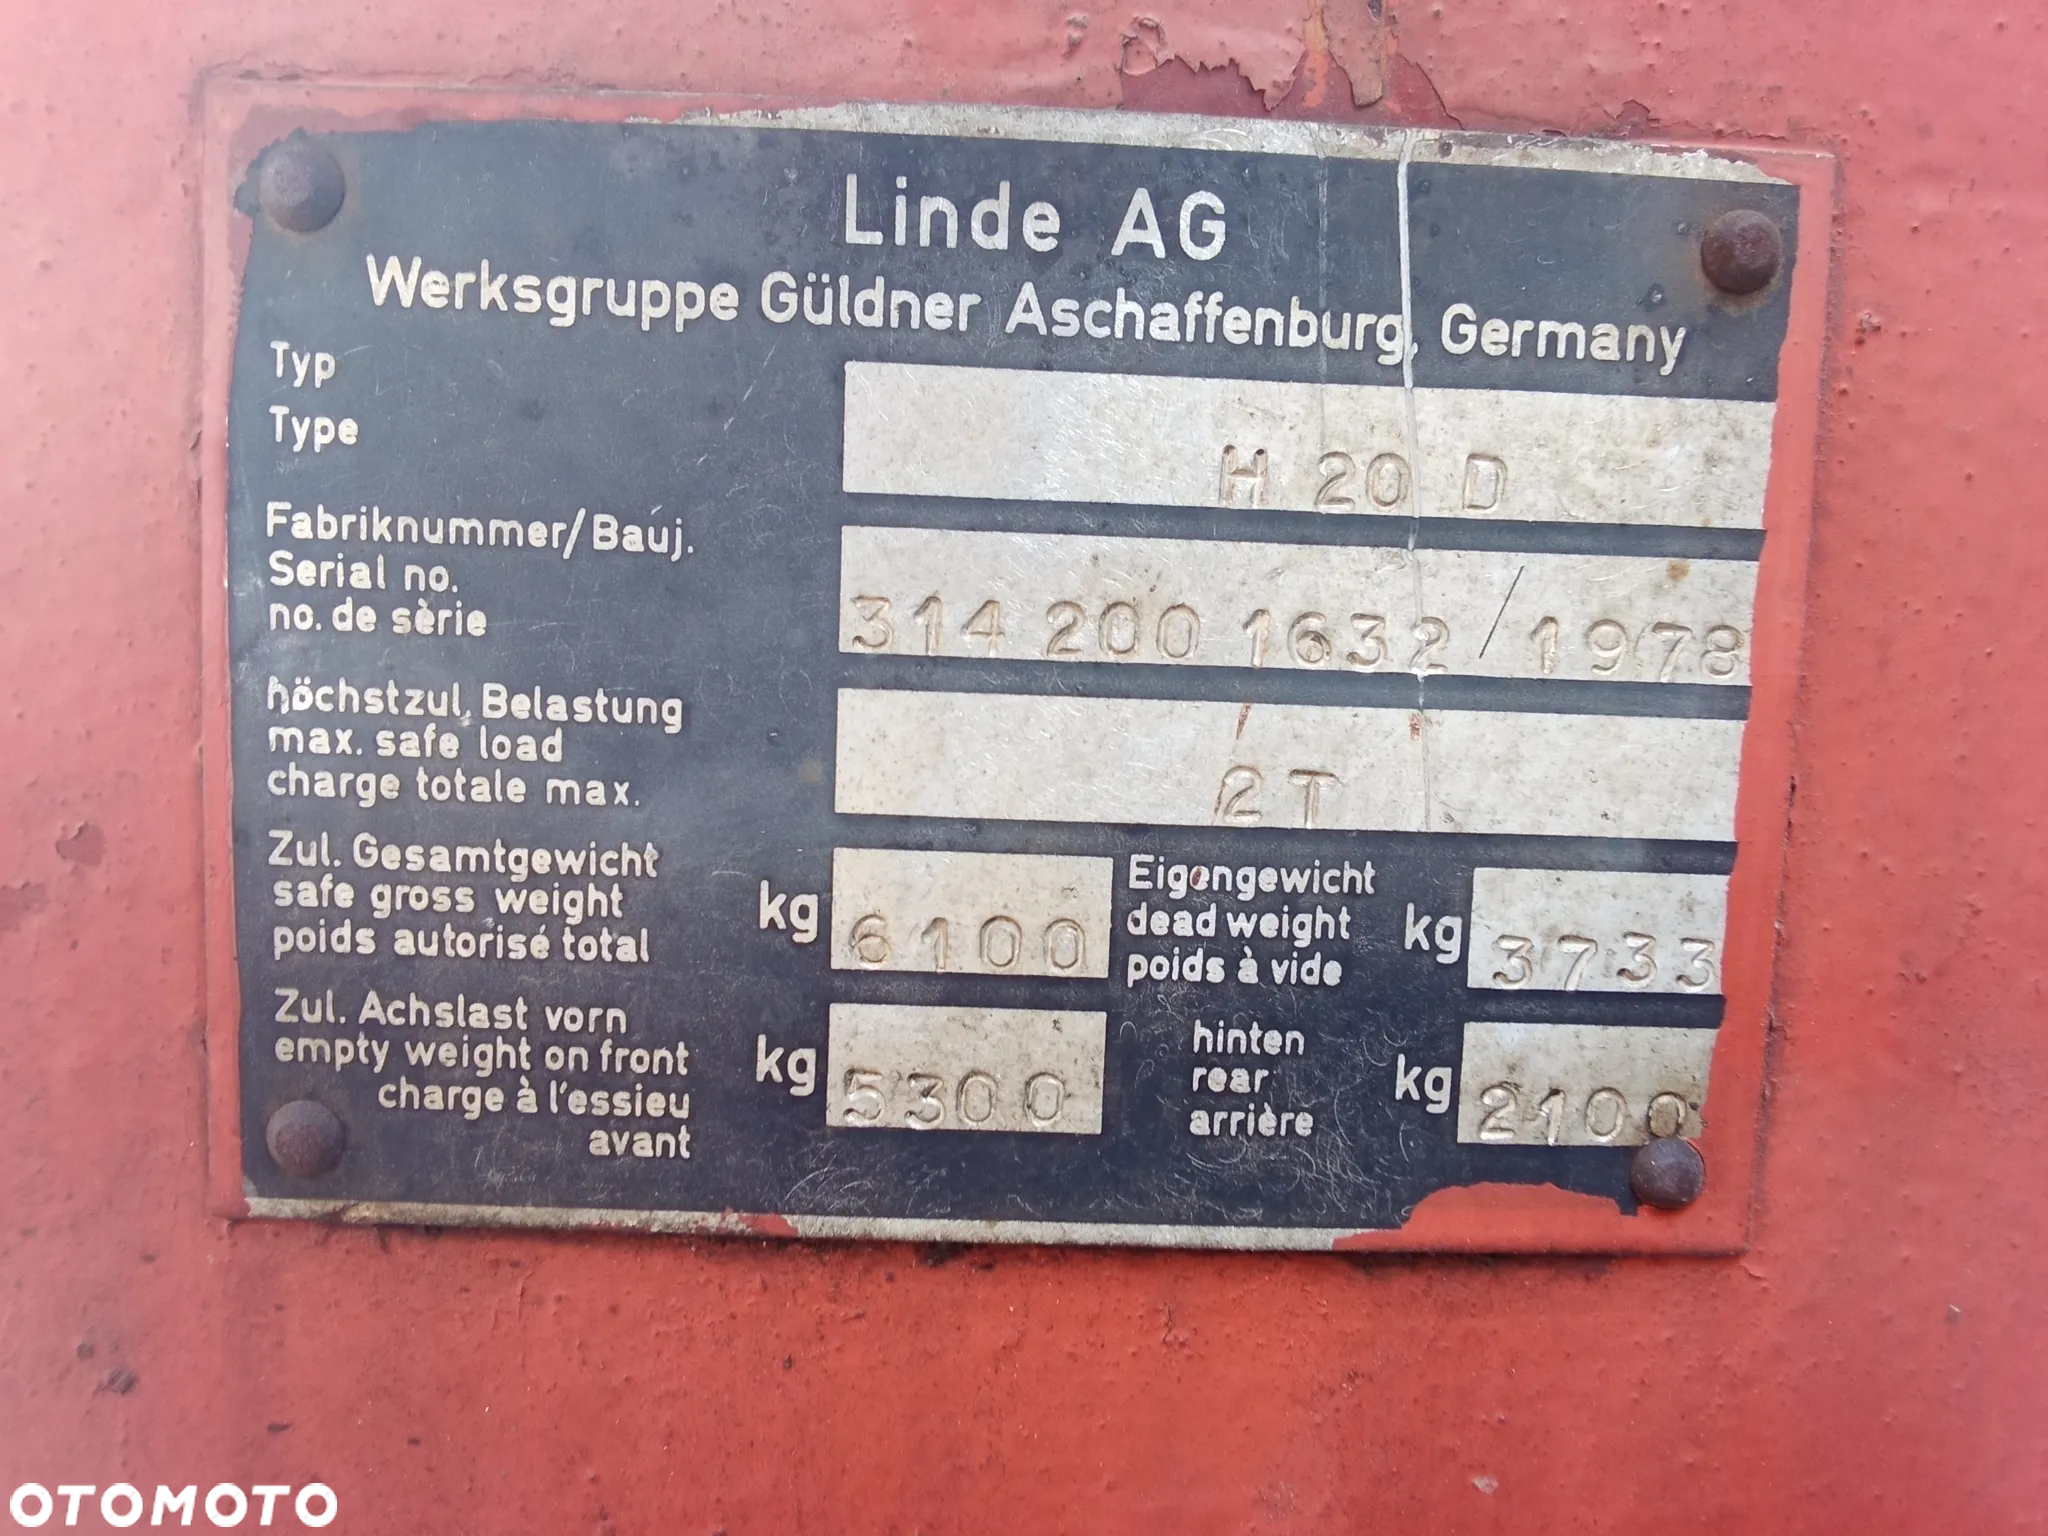 Linde AG
Werksgruppe Güldner Aschaffenburg, Germany
Typ
Type
H 20 D
Fabriknummer/Bauj.
Serial no.
no. de sèrie
314 200 1632 / 1978
höchstzul. Belastung
max. safe load
charge totale max.
2 T
Zul. Gesamtgewicht
safe gross weight
poids autorisé total
kg 6100
Eigengewicht
dead weight
poids à vide
kg 3733
Zul. Achslast vorn
empty weight on front
charge à l'essieu
avant
kg 5300
hinten
rear
arrière
kg 2100
OTOMOTO